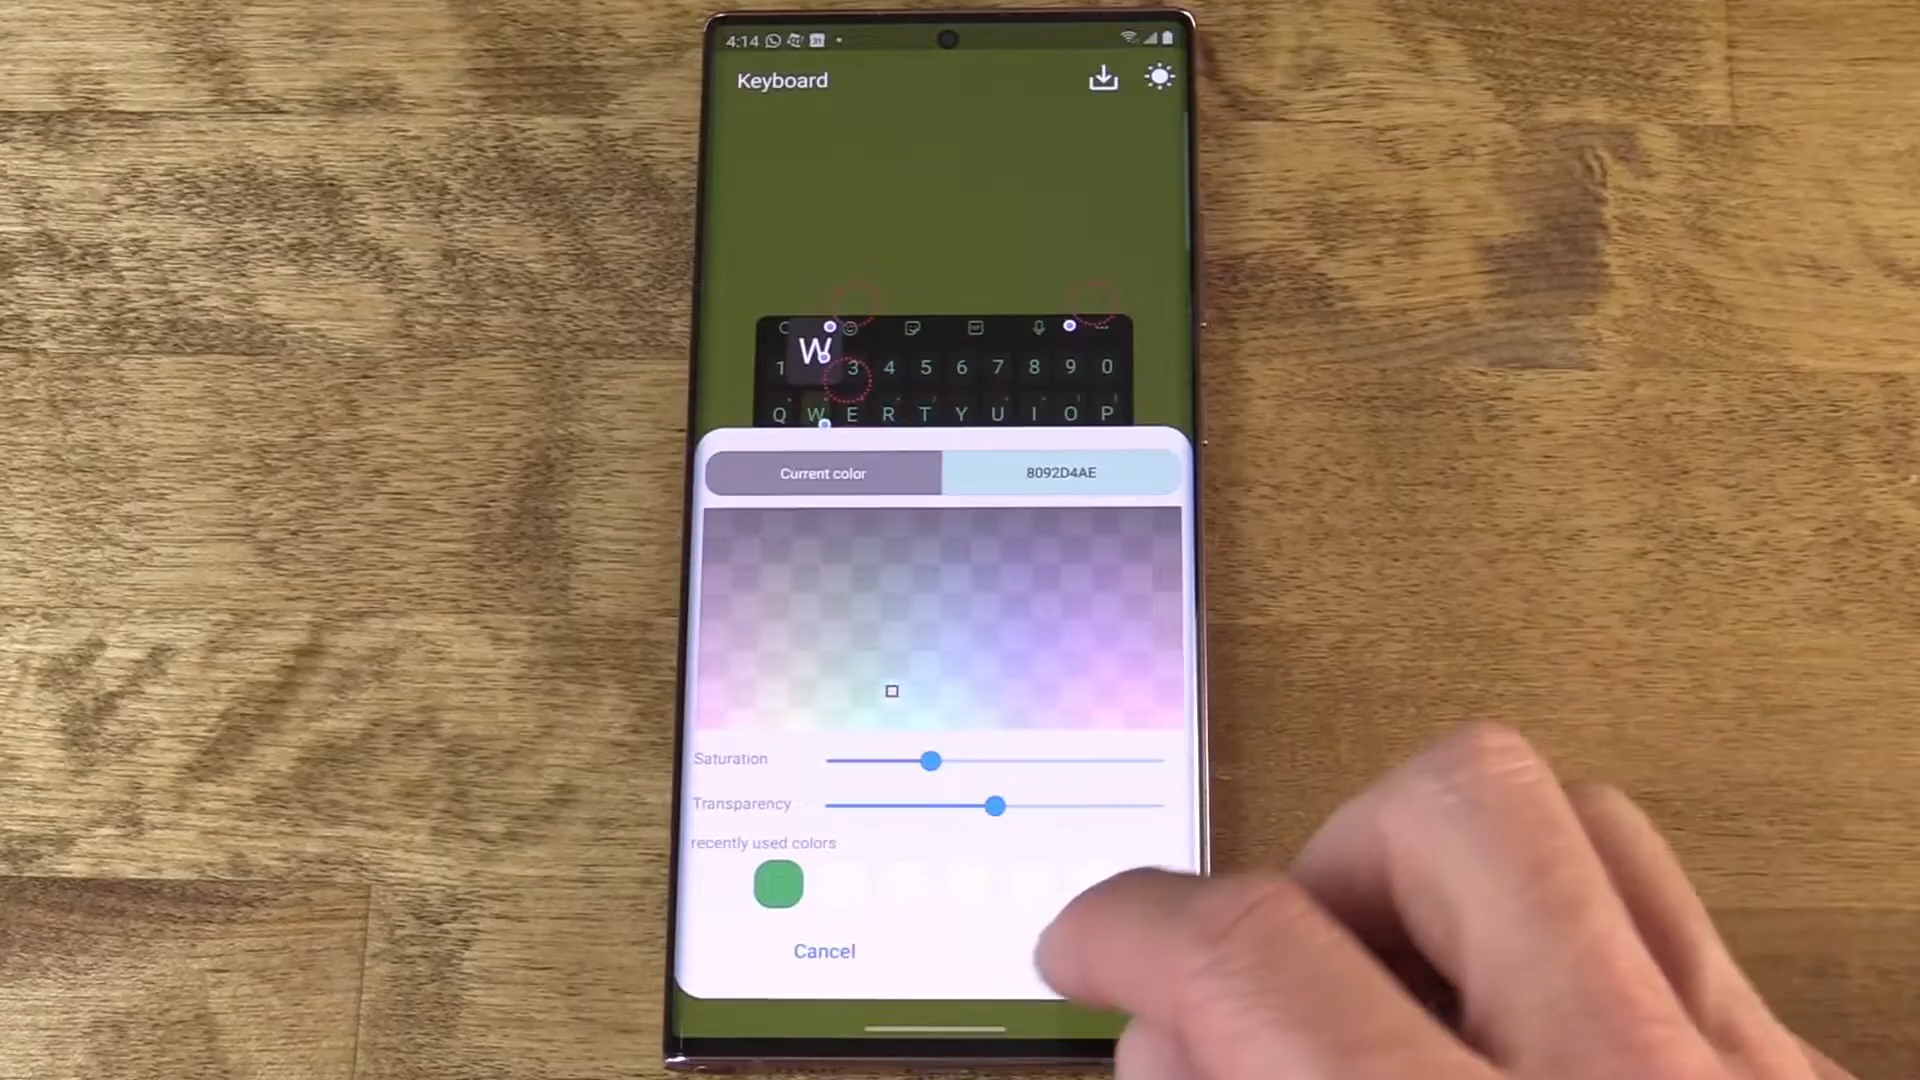 4:14
31
Keyboard
W
1 3 4 5 6 7 8 9 0
Q W E R T Y U I O P
Current color
8092D4AE
Saturation
Transparency
recently used colors
Cancel